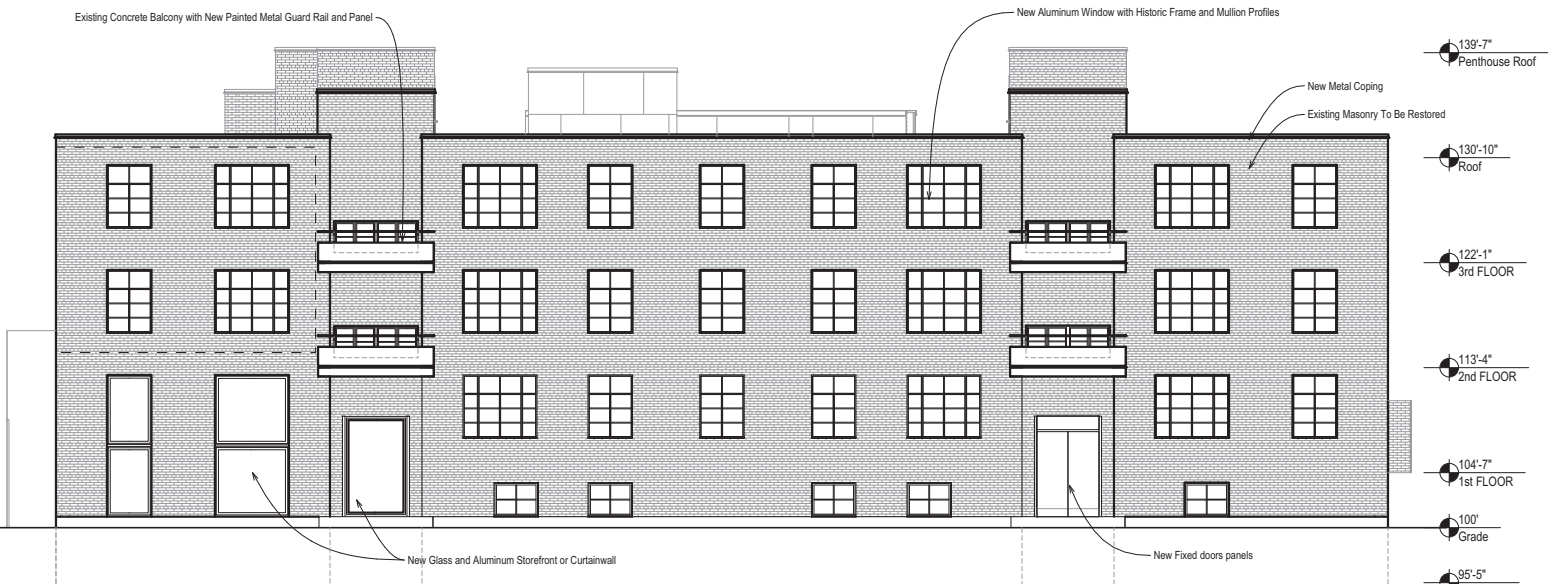 Existing Concrete Balcony with New Painted Metal Guard Rail and Panel
New Aluminum Window with Historic Frame and Mullion Profiles
139'-7"
Penthouse Roof
New Metal Coping
Existing Masonry To Be Restored
130'-10"
Roof
122'-1"
3rd FLOOR
113'-4"
2nd FLOOR
104'-7"
1st FLOOR
100'
Grade
New Glass and Aluminum Storefront or Curtainwall
New Fixed doors panels
95'-5"